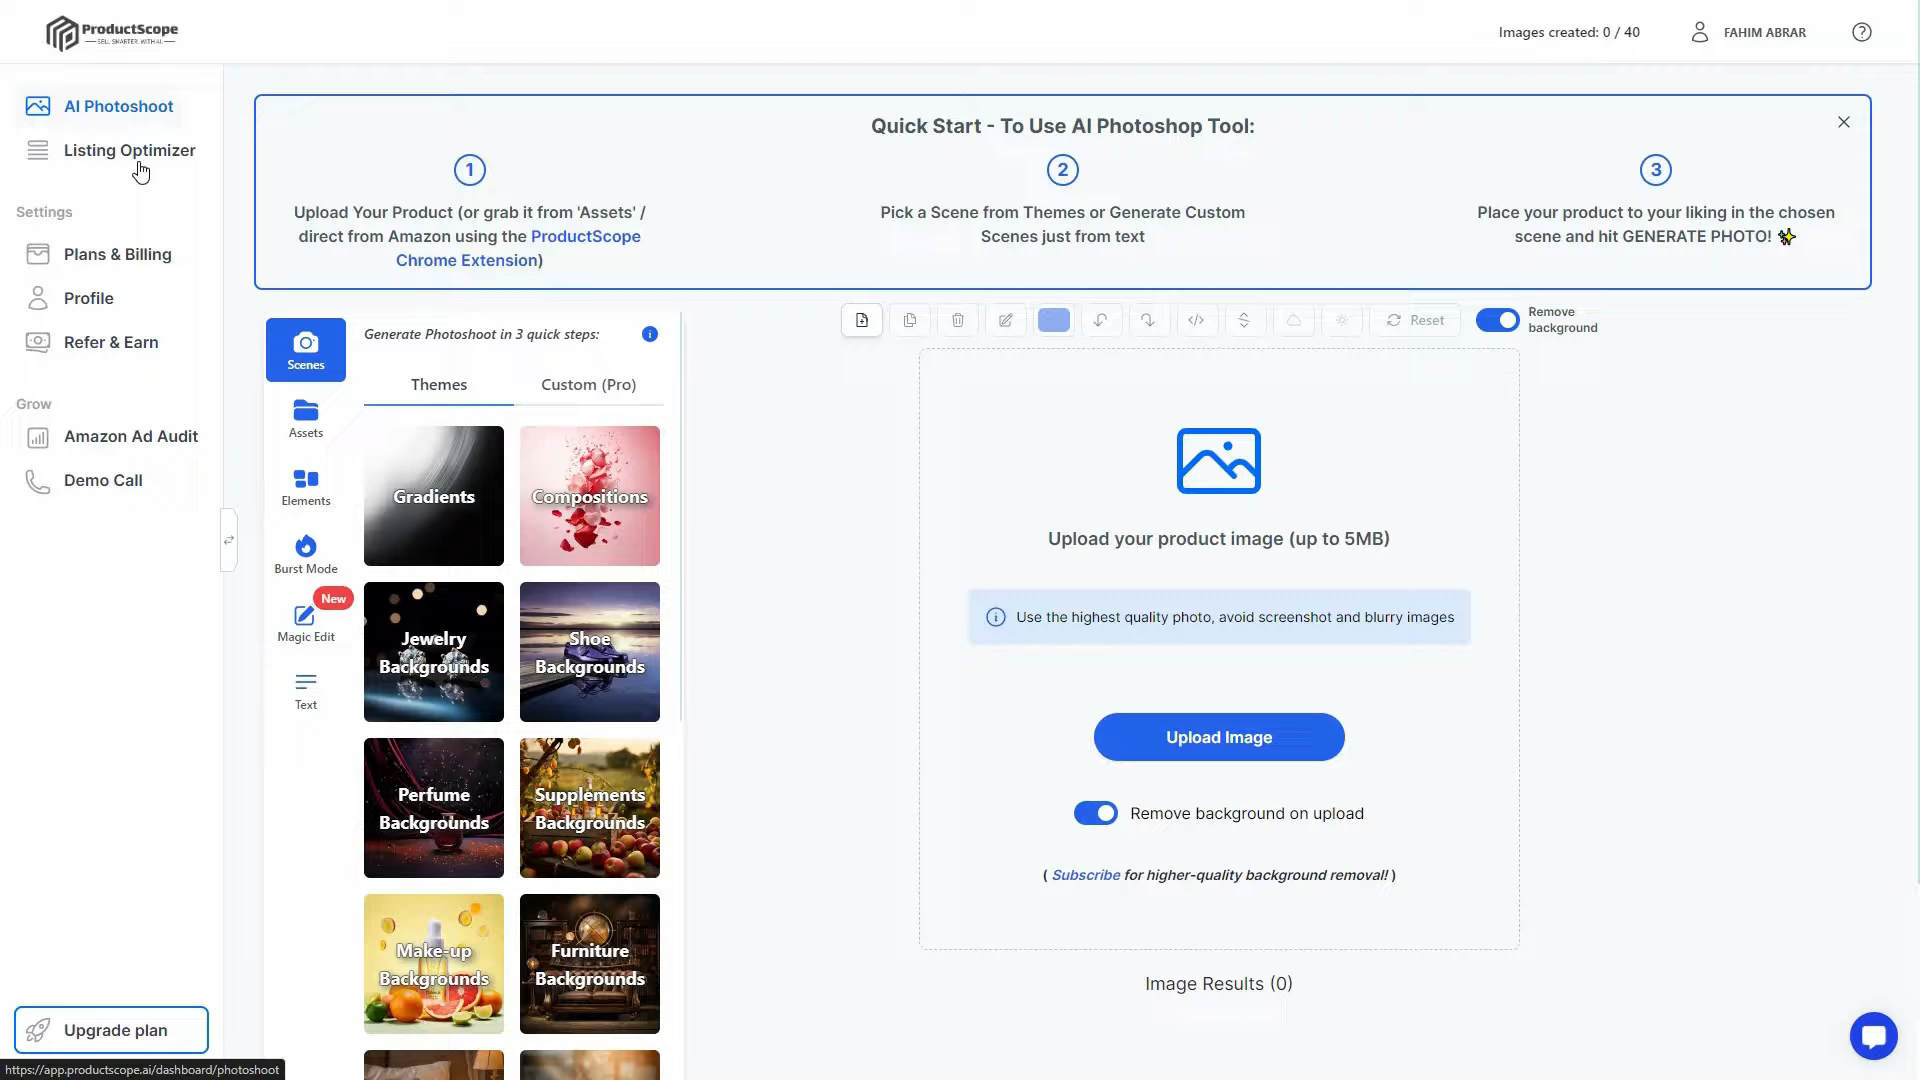 ProductScope
SELL SMARTER. WITH AI.
Images created: 0 / 40
FAHIM ABRAR
AI Photoshoot
Listing Optimizer
Settings
Plans & Billing
Profile
Refer & Earn
Grow
Amazon Ad Audit
Demo Call
Upgrade plan
https://app.productscope.ai/dashboard/photoshoot
Quick Start - To Use AI Photoshop Tool:
1
Upload Your Product (or grab it from 'Assets' /
direct from Amazon using the ProductScope
Chrome Extension)
2
Pick a Scene from Themes or Generate Custom
Scenes just from text
3
Place your product to your liking in the chosen
scene and hit GENERATE PHOTO! ✨
Scenes
Assets
Elements
Burst Mode
New
Magic Edit
Text
Generate Photoshoot in 3 quick steps:
Themes
Custom (Pro)
Gradients
Compositions
Jewelry
Backgrounds
Shoe
Backgrounds
Perfume
Backgrounds
Supplements
Backgrounds
Make-up
Backgrounds
Furniture
Backgrounds
Reset
Remove
background
Upload your product image (up to 5MB)
Use the highest quality photo, avoid screenshot and blurry images
Upload Image
Remove background on upload
( Subscribe for higher-quality background removal! )
Image Results (0)